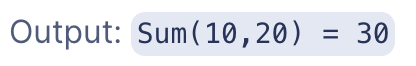 Output: Sum(10,20) = 30